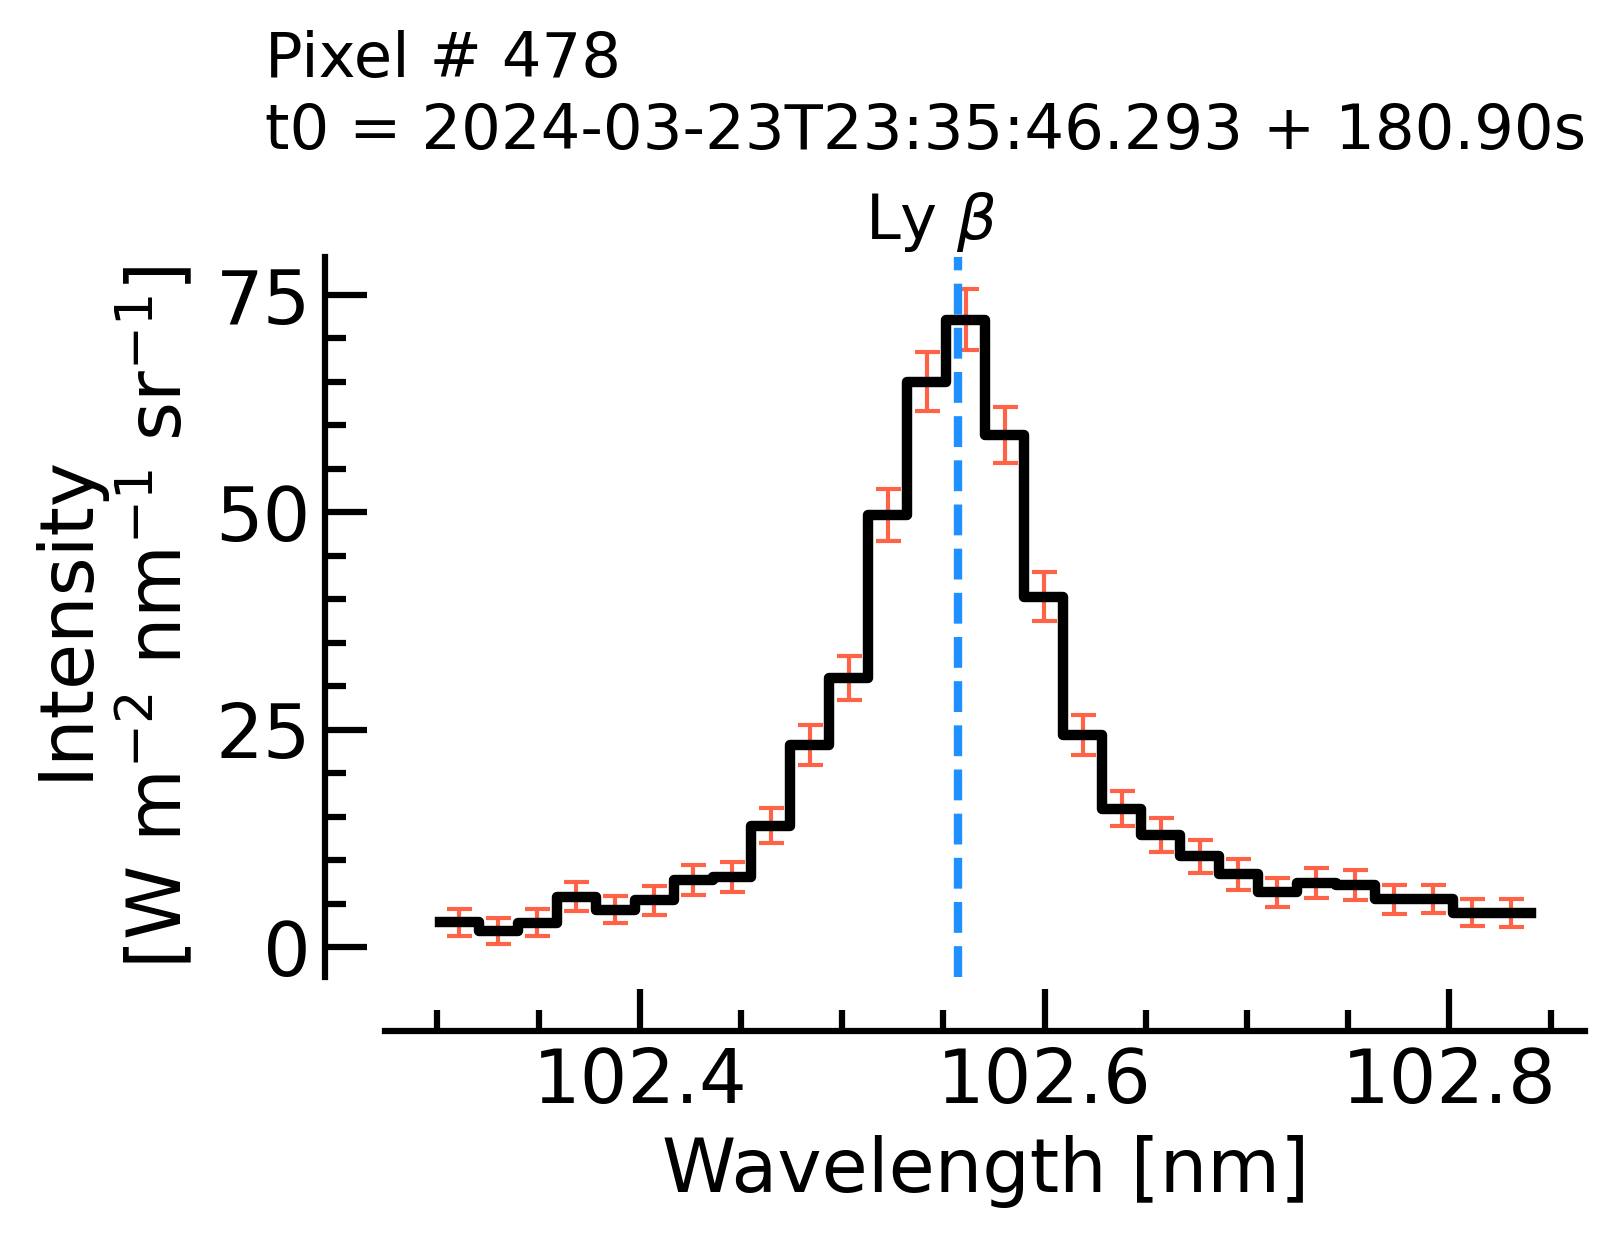 Pixel # 478
t0 = 2024-03-23T23:35:46.293 + 180.90s
Ly β
Intensity
[W m⁻² nm⁻¹ sr⁻¹]
75
50
25
0
102.4 102.6 102.8
Wavelength [nm]